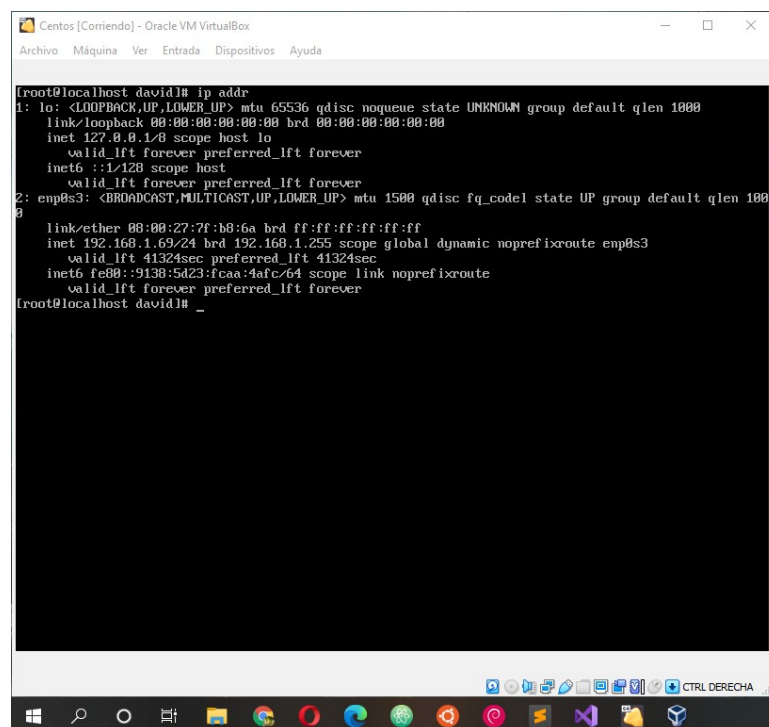 Centos [Corriendo] - Oracle VM VirtualBox
Archivo Máquina Ver Entrada Dispositivos Ayuda
[root@localhost david]# ip addr
1: lo: <LOOPBACK,UP,LOWER_UP> mtu 65536 qdisc noqueue state UNKNOWN group default qlen 1000
link/loopback 00:00:00:00:00:00 brd 00:00:00:00:00:00
inet 127.0.0.1/8 scope host lo
valid_lft forever preferred_lft forever
inet6 ::1/128 scope host
valid_lft forever preferred_lft forever
2: enp0s3: <BROADCAST,MULTICAST,UP,LOWER_UP> mtu 1500 qdisc fq_codel state UP group default qlen 100
0
link/ether 08:00:27:7f:b8:6a brd ff:ff:ff:ff:ff:ff
inet 192.168.1.69/24 brd 192.168.1.255 scope global dynamic noprefixroute enp0s3
valid_lft 41324sec preferred_lft 41324sec
inet6 fe80::9138:5d23:fcaa:4afc/64 scope link noprefixroute
valid_lft forever preferred_lft forever
[root@localhost david]# _
CTRL DERECHA